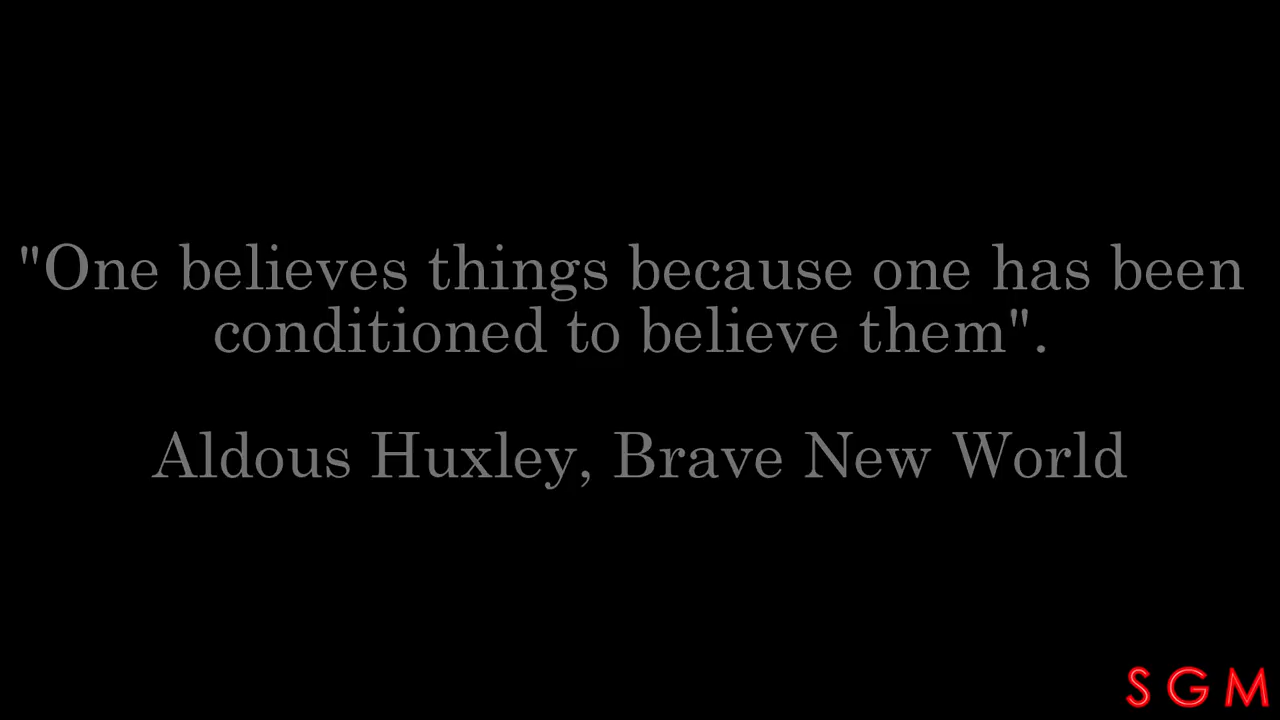 "One believes things because one has been
conditioned to believe them".
Aldous Huxley, Brave New World
SGM